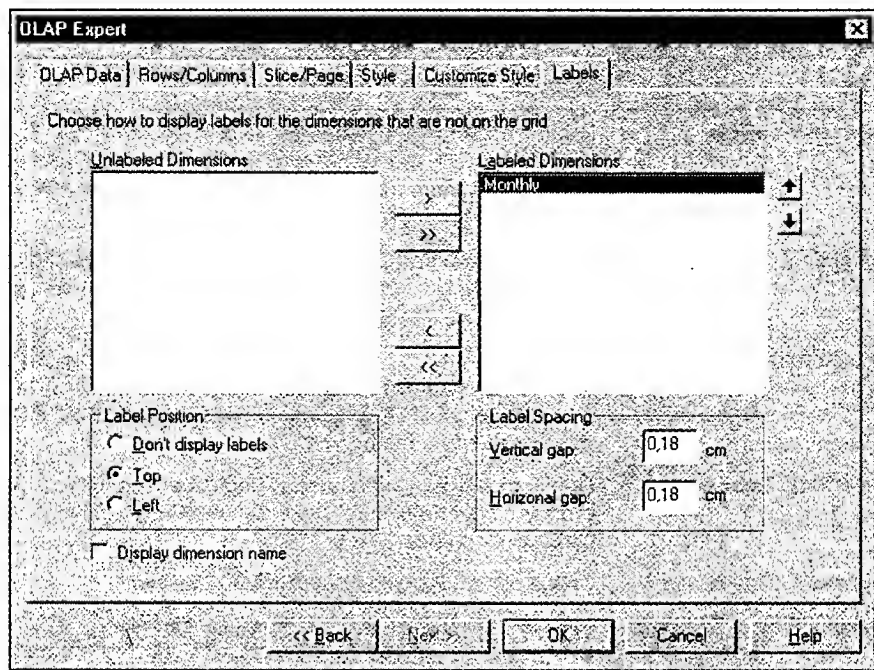 OLAP Expert
OLAP Data Rows/Columns Slice/Page Style Customize Style Labels
Choose how to display labels for the dimensions that are not on the grid
Unlabeled Dimensions
Labeled Dimensions
Monthly
>
>>
<
<<
Label Position
Don't display labels
Top
Left
Display dimension name
Label Spacing
Vertical gap: 0,18 cm
Horizonal gap: 0,18 cm
<< Back Next > OK Cancel Help